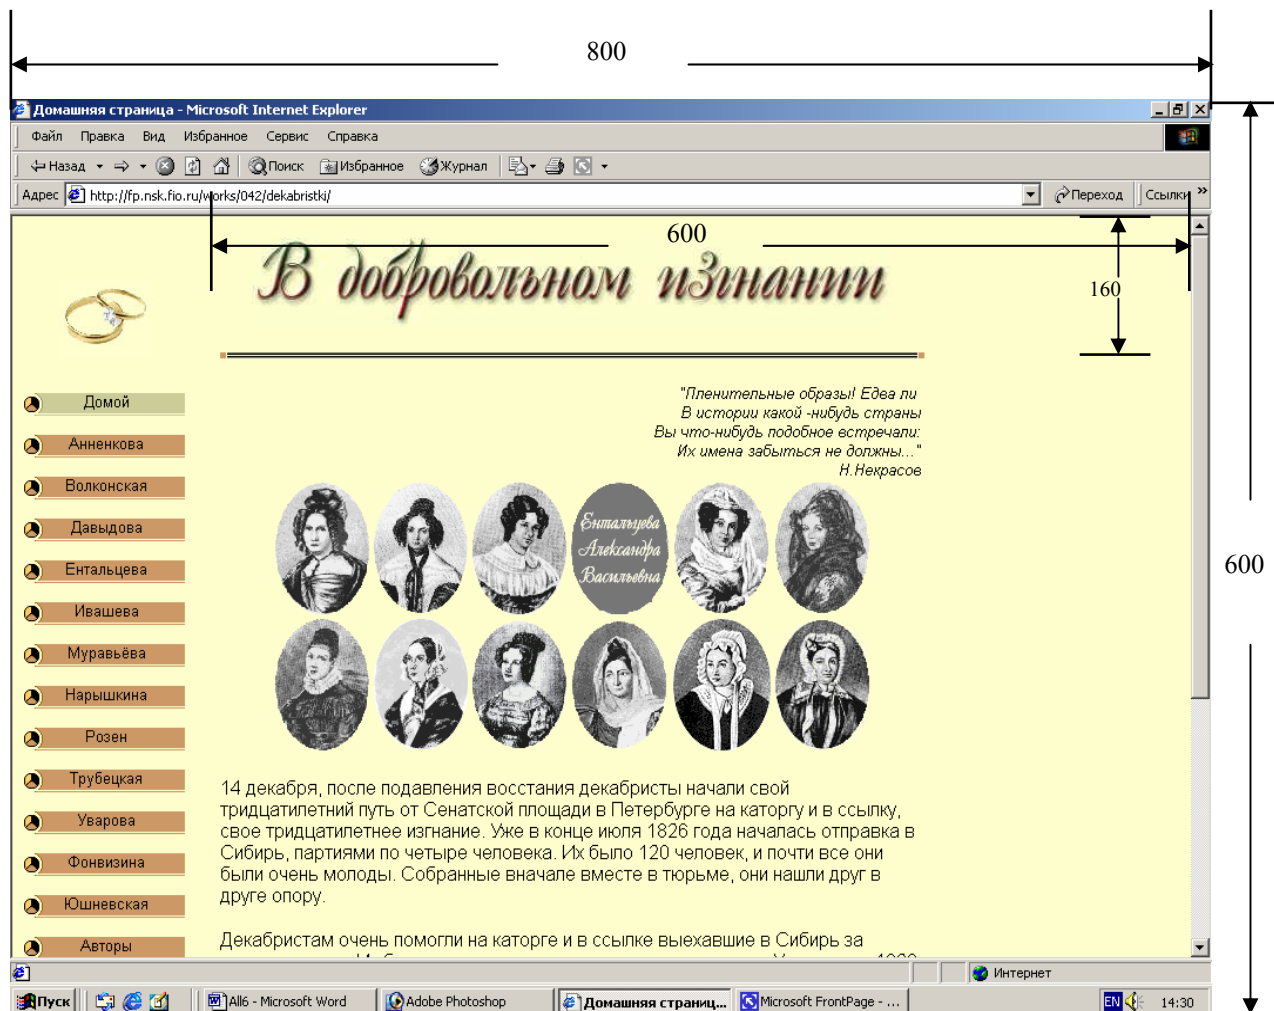 800
Домашняя страница - Microsoft Internet Explorer
Файл Правка Вид Избранное Сервис Справка
Назад Поиск Избранное Журнал
Адрес http://fp.nsk.fio.ru/works/042/dekabristki/ Переход Ссылки »
600
В добровольном изгнании
160
"Пленительные образы! Едва ли
В истории какой -нибудь страны
Вы что-нибудь подобное встречали:
Их имена забыться не должны..."
Н.Некрасов
Домой
Анненкова
Волконская
Давыдова
Ентальцева
Ивашева
Муравьёва
Нарышкина
Розен
Трубецкая
Уварова
Фонвизина
Юшневская
Авторы
Ентальцева
Александра
Васильевна
600
14 декабря, после подавления восстания декабристы начали свой
тридцатилетний путь от Сенатской площади в Петербурге на каторгу и в ссылку,
свое тридцатилетнее изгнание. Уже в конце июля 1826 года началась отправка в
Сибирь, партиями по четыре человека. Их было 120 человек, и почти все они
были очень молоды. Собранные вначале вместе в тюрьме, они нашли друг в
друге опору.
Декабристам очень помогли на каторге и в ссылке выехавшие в Сибирь за
Интернет
Пуск All6 - Microsoft Word Adobe Photoshop Домашняя страниц... Microsoft FrontPage - ... EN 14:30